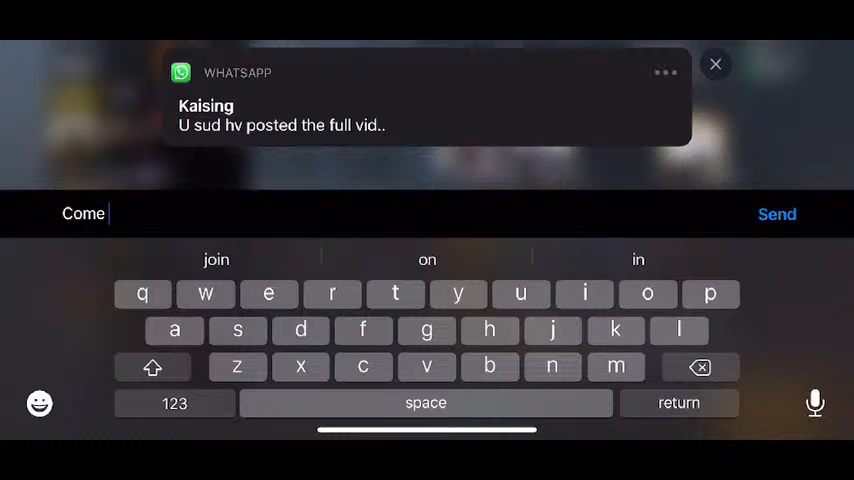 WHATSAPP
Kaising
U sud hv posted the full vid..
Come
Send
join on in
q w e r t y u i o p
a s d f g h j k l
z x c v b n m
123 space return